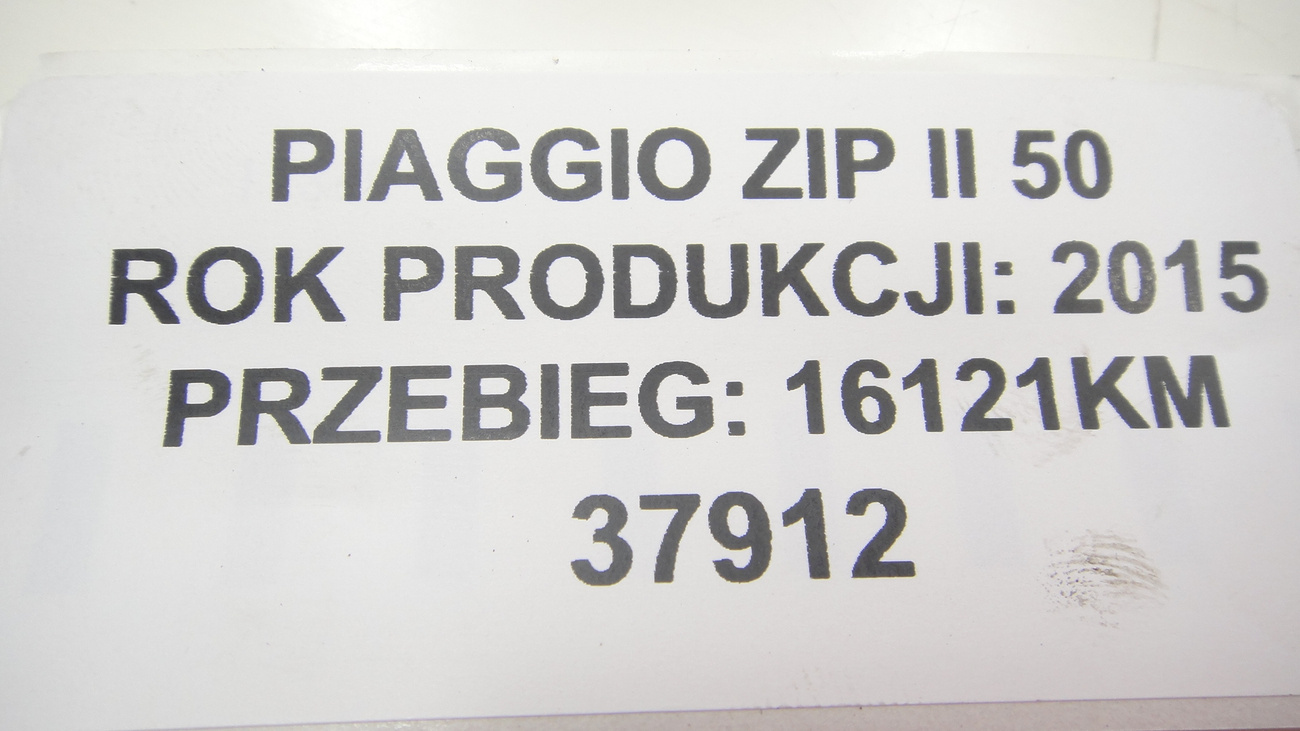 PIAGGIO ZIP II 50
ROK PRODUKCJI: 2015
PRZEBIEG: 16121KM
37912